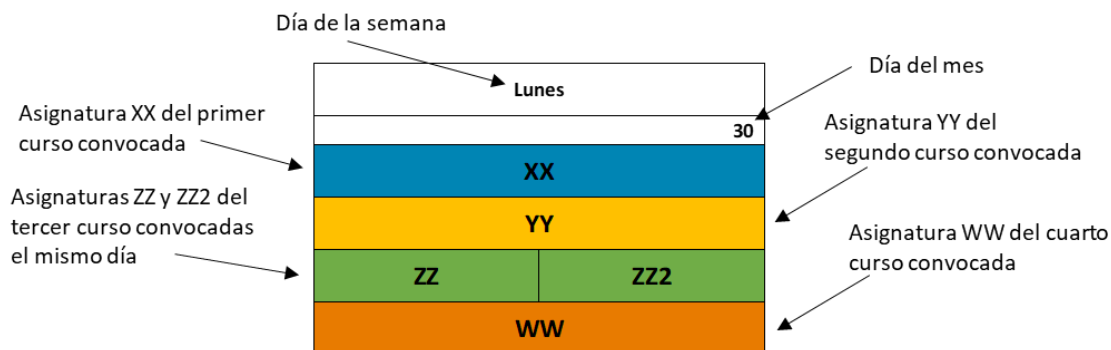 Día de la semana
Lunes
Día del mes
30
Asignatura XX del primer
curso convocada
XX
Asignatura YY del
segundo curso convocada
YY
Asignaturas ZZ y ZZ2 del
tercer curso convocadas
el mismo día
ZZ
ZZ2
Asignatura WW del cuarto
curso convocada
WW